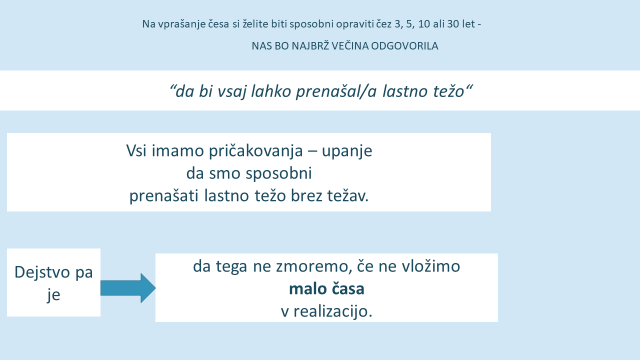 Na vprašanje česa si želite biti sposobni opraviti čez 3, 5, 10 ali 30 let -
NAS BO NAJBRŽ VEČINA ODGOVORILA
“da bi vsaj lahko prenašal/a lastno težo“
Vsi imamo pričakovanja – upanje
da smo sposobni
prenašati lastno težo brez težav.
Dejstvo pa
je
da tega ne zmoremo, če ne vložimo
malo časa
v realizacijo.